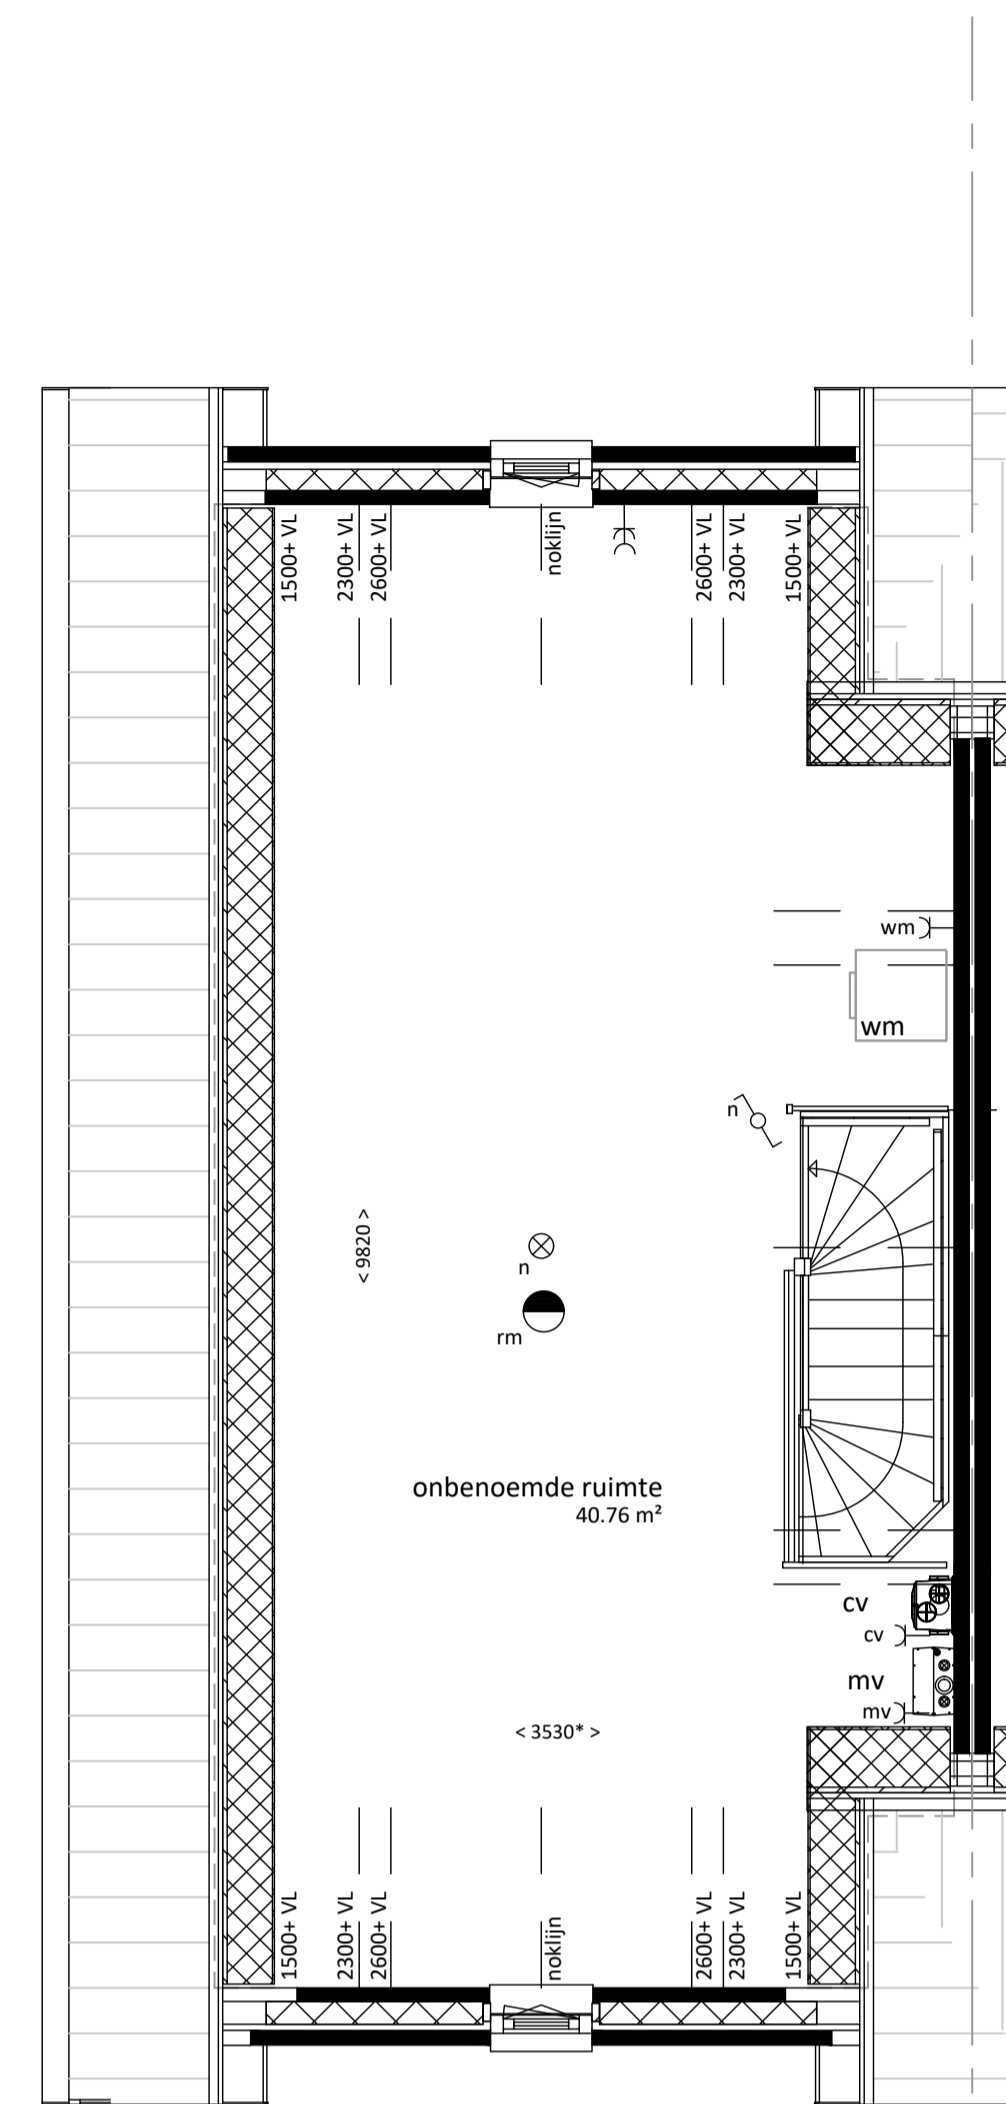 1500+ VL
2300+ VL
2600+ VL
noklijn
2600+ VL
2300+ VL
1500+ VL
wm
wm
n
< 9820 >
n
rm
onbenoemde ruimte
40.76 m²
cv
cv
mv
mv
< 3530* >
1500+ VL
2300+ VL
2600+ VL
noklijn
2600+ VL
2300+ VL
1500+ VL